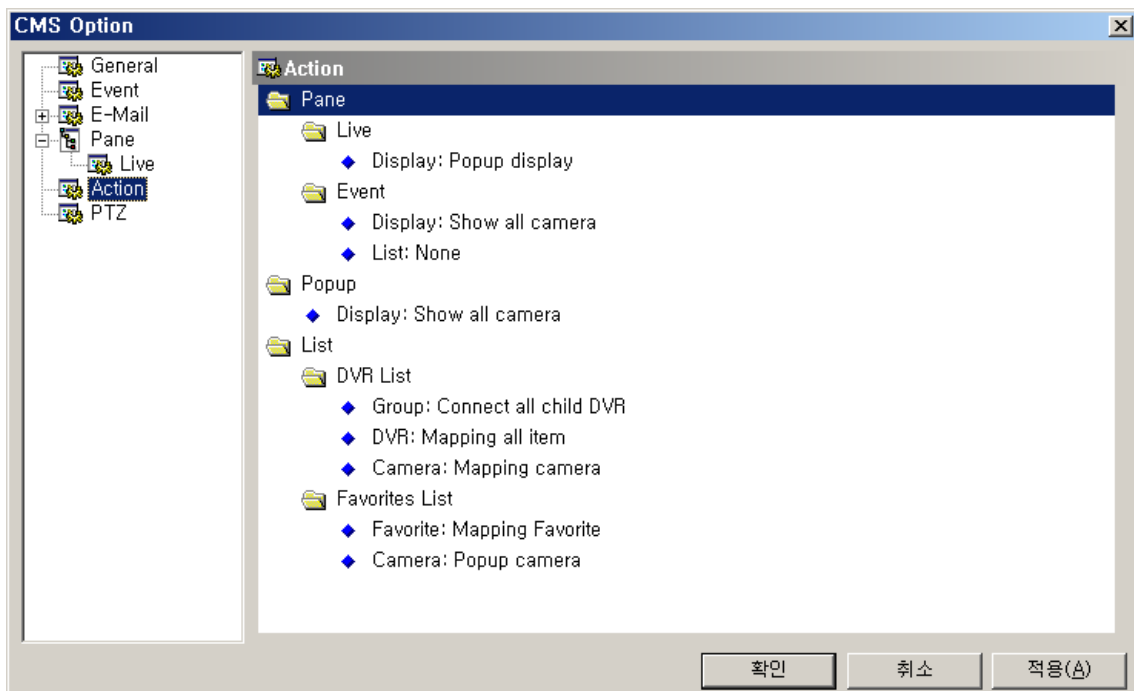 CMS Option
General
Event
E-Mail
Pane
Live
Action
PTZ
Action
Pane
Live
Display: Popup display
Event
Display: Show all camera
List: None
Popup
Display: Show all camera
List
DVR List
Group: Connect all child DVR
DVR: Mapping all item
Camera: Mapping camera
Favorites List
Favorite: Mapping Favorite
Camera: Popup camera
확인 취소 적용(A)